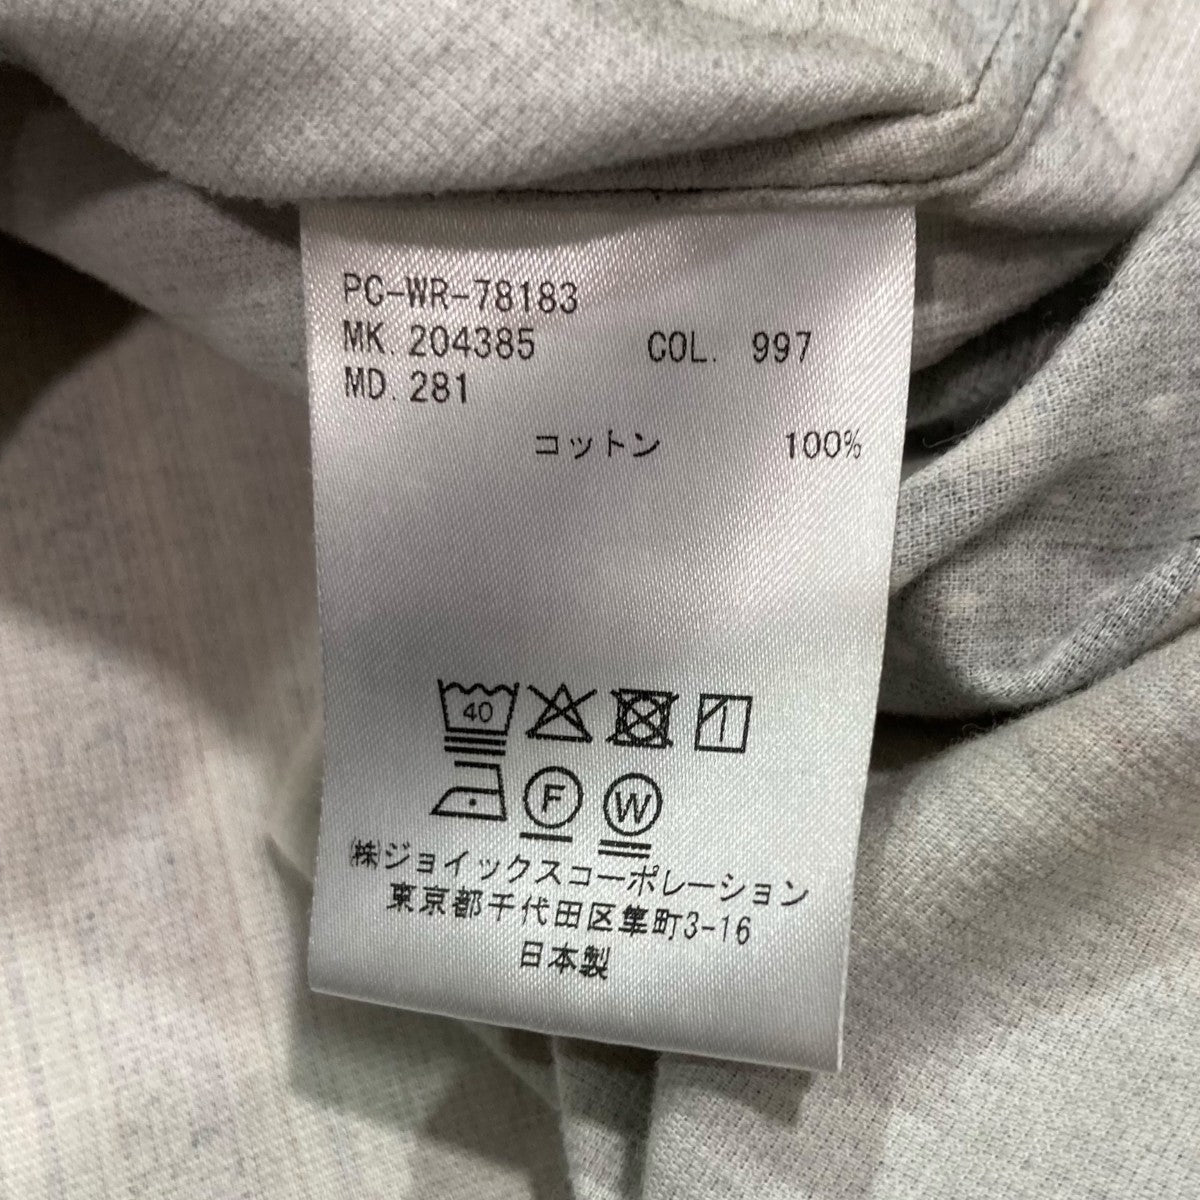 PC-WR-78183
MK. 204385 COL. 997
MD. 281
コットン 100%
40
F W
㈱ジョイックスコーポレーション
東京都千代田区隼町3-16
日本製